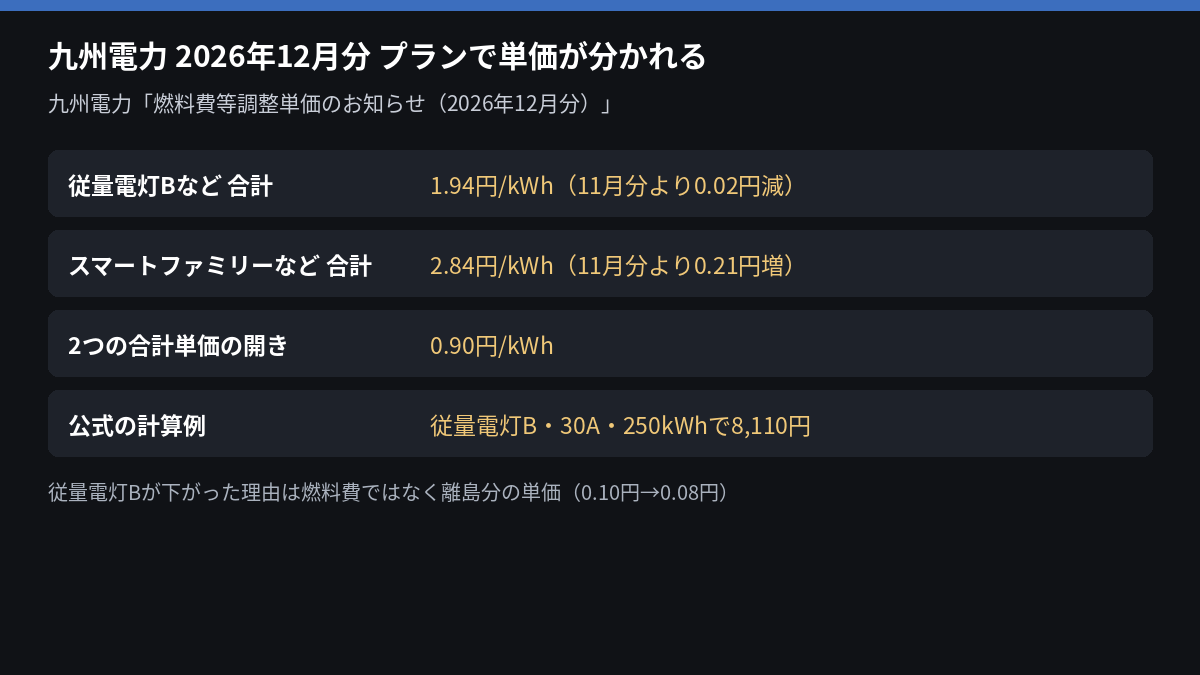 九州電力 2026年12月分 プランで単価が分かれる
九州電力「燃料費等調整単価のお知らせ（2026年12月分）」
従量電灯Bなど 合計 1.94円/kWh（11月分より0.02円減）
スマートファミリーなど 合計 2.84円/kWh（11月分より0.21円増）
2つの合計単価の開き 0.90円/kWh
公式の計算例 従量電灯B・30A・250kWhで8,110円
従量電灯Bが下がった理由は燃料費ではなく離島分の単価（0.10円→0.08円）